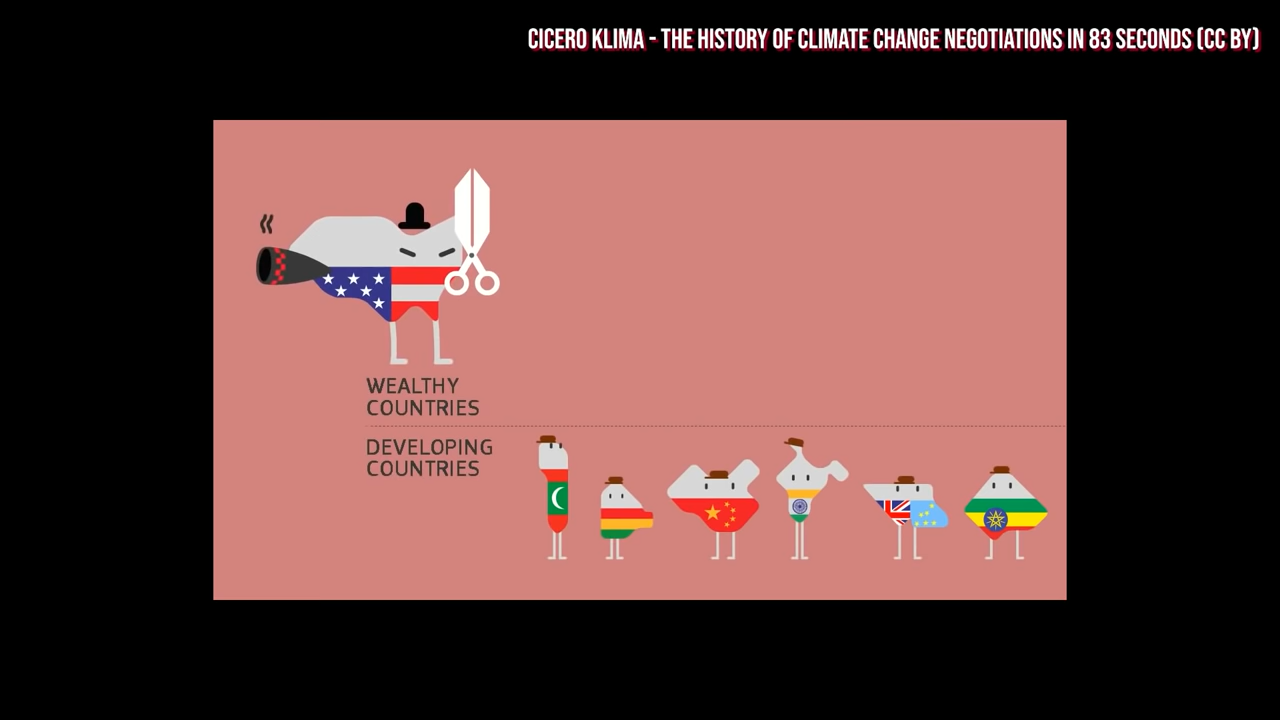 CICERO KLIMA - THE HISTORY OF CLIMATE CHANGE NEGOTIATIONS IN 83 SECONDS (CC BY)
WEALTHY
COUNTRIES
DEVELOPING
COUNTRIES